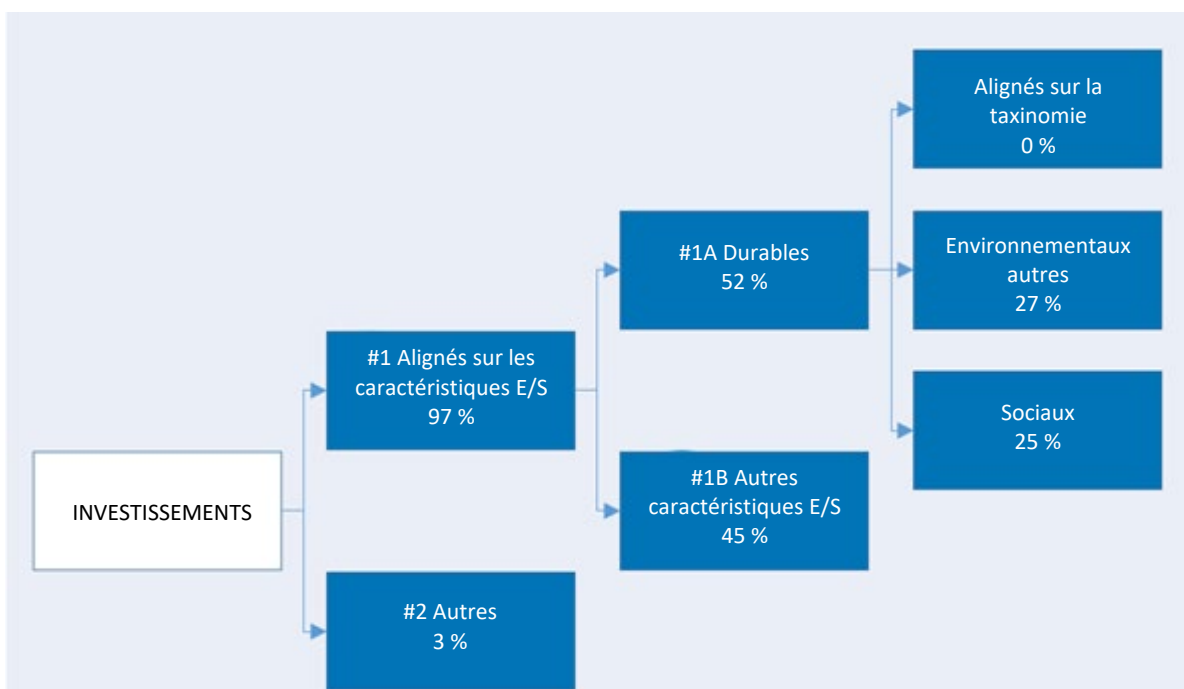 Alignés sur la
taxinomie
0 %
#1A Durables
52 %
Environnementaux
autres
27 %
#1 Alignés sur les
caractéristiques E/S
97 %
Sociaux
25 %
INVESTISSEMENTS
#1B Autres
caractéristiques E/S
45 %
#2 Autres
3 %